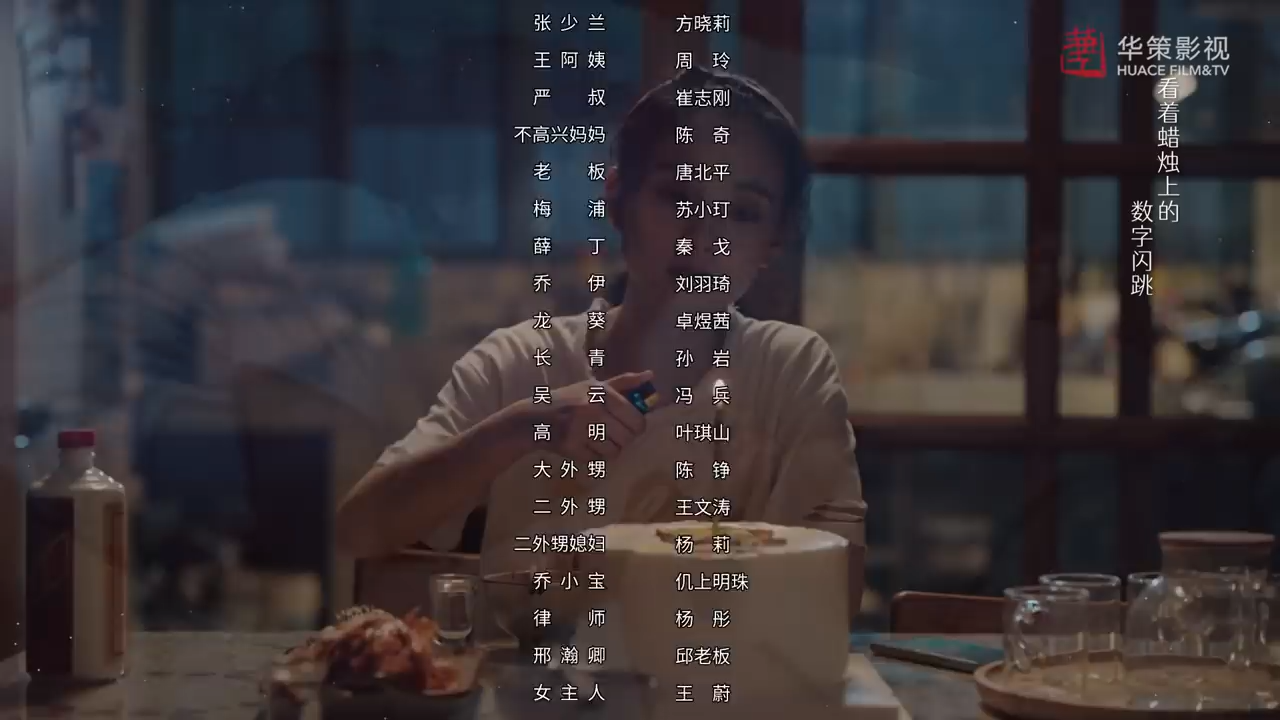 张少兰 方晓莉
王阿姨 周玲
严叔 崔志刚
不高兴妈妈 陈奇
老板 唐北平
梅浦 苏小玎
薛丁 秦戈
乔伊 刘羽琦
龙葵 卓煜茜
长青 孙岩
吴云 冯兵
高明 叶琪山
大外甥 陈铮
二外甥 王文涛
二外甥媳妇 杨莉
乔小宝 仉上明珠
律师 杨彤
邢瀚卿 邱老板
女主人 王蔚
華
华策影视
HUACE FILM&TV
看着蜡烛上的
数字闪跳